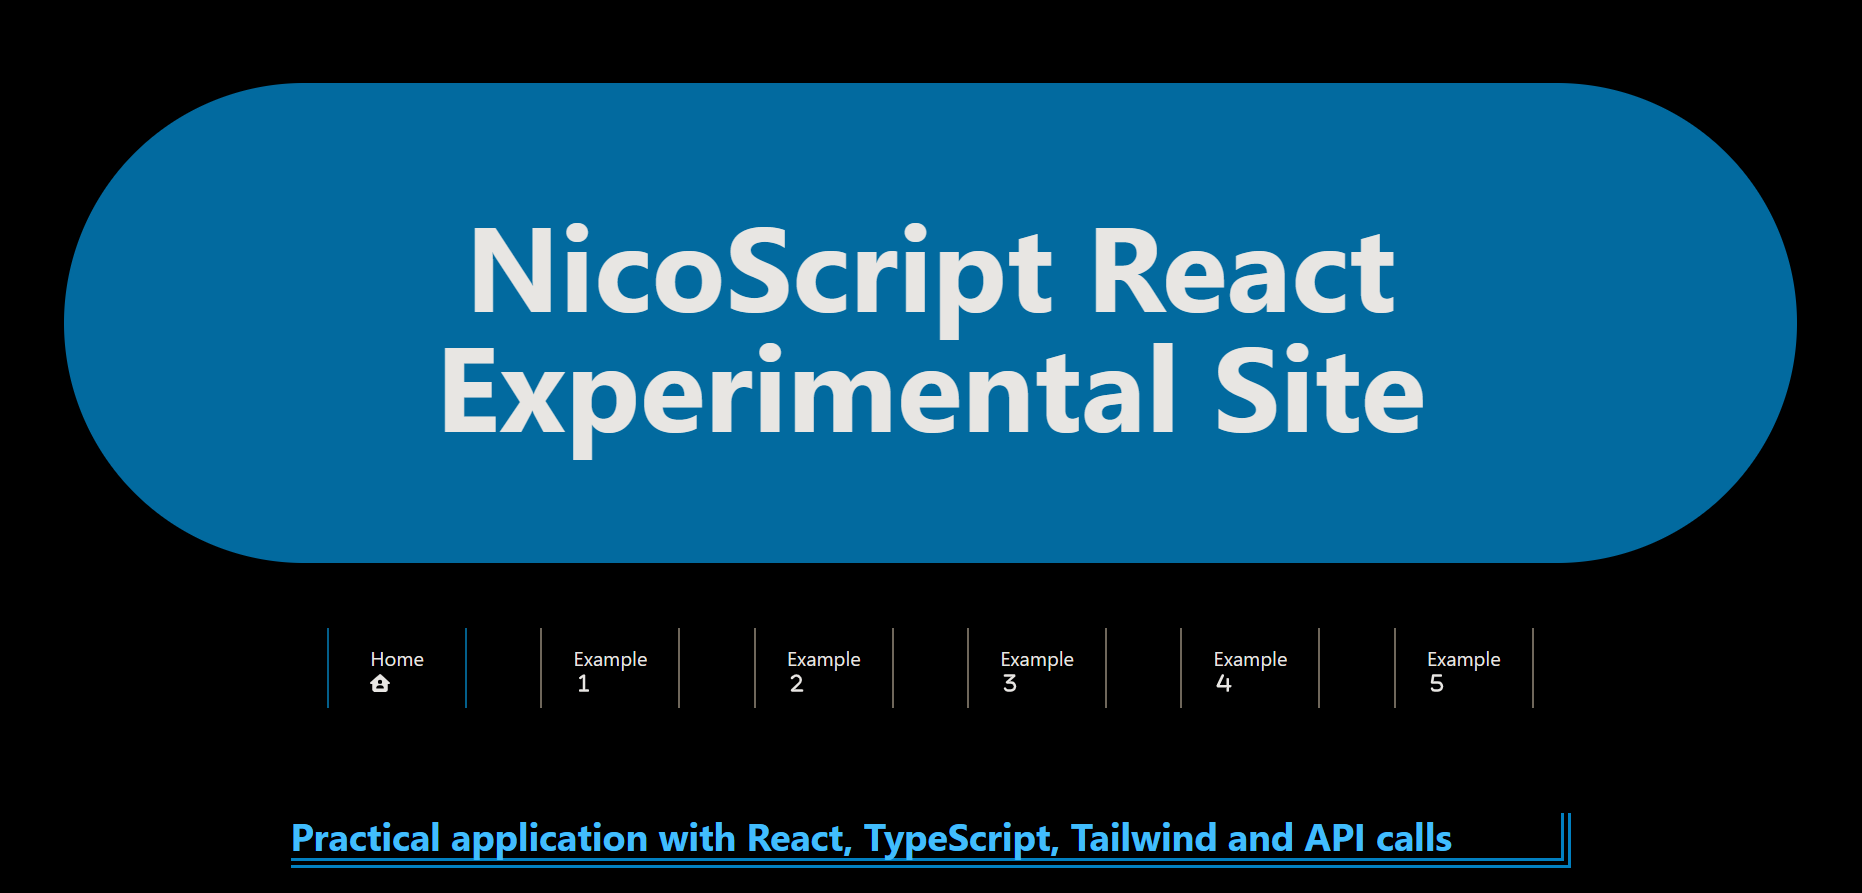 NicoScript React
Experimental Site
Home
Example
1
Example
2
Example
3
Example
4
Example
5
Practical application with React, TypeScript, Tailwind and API calls